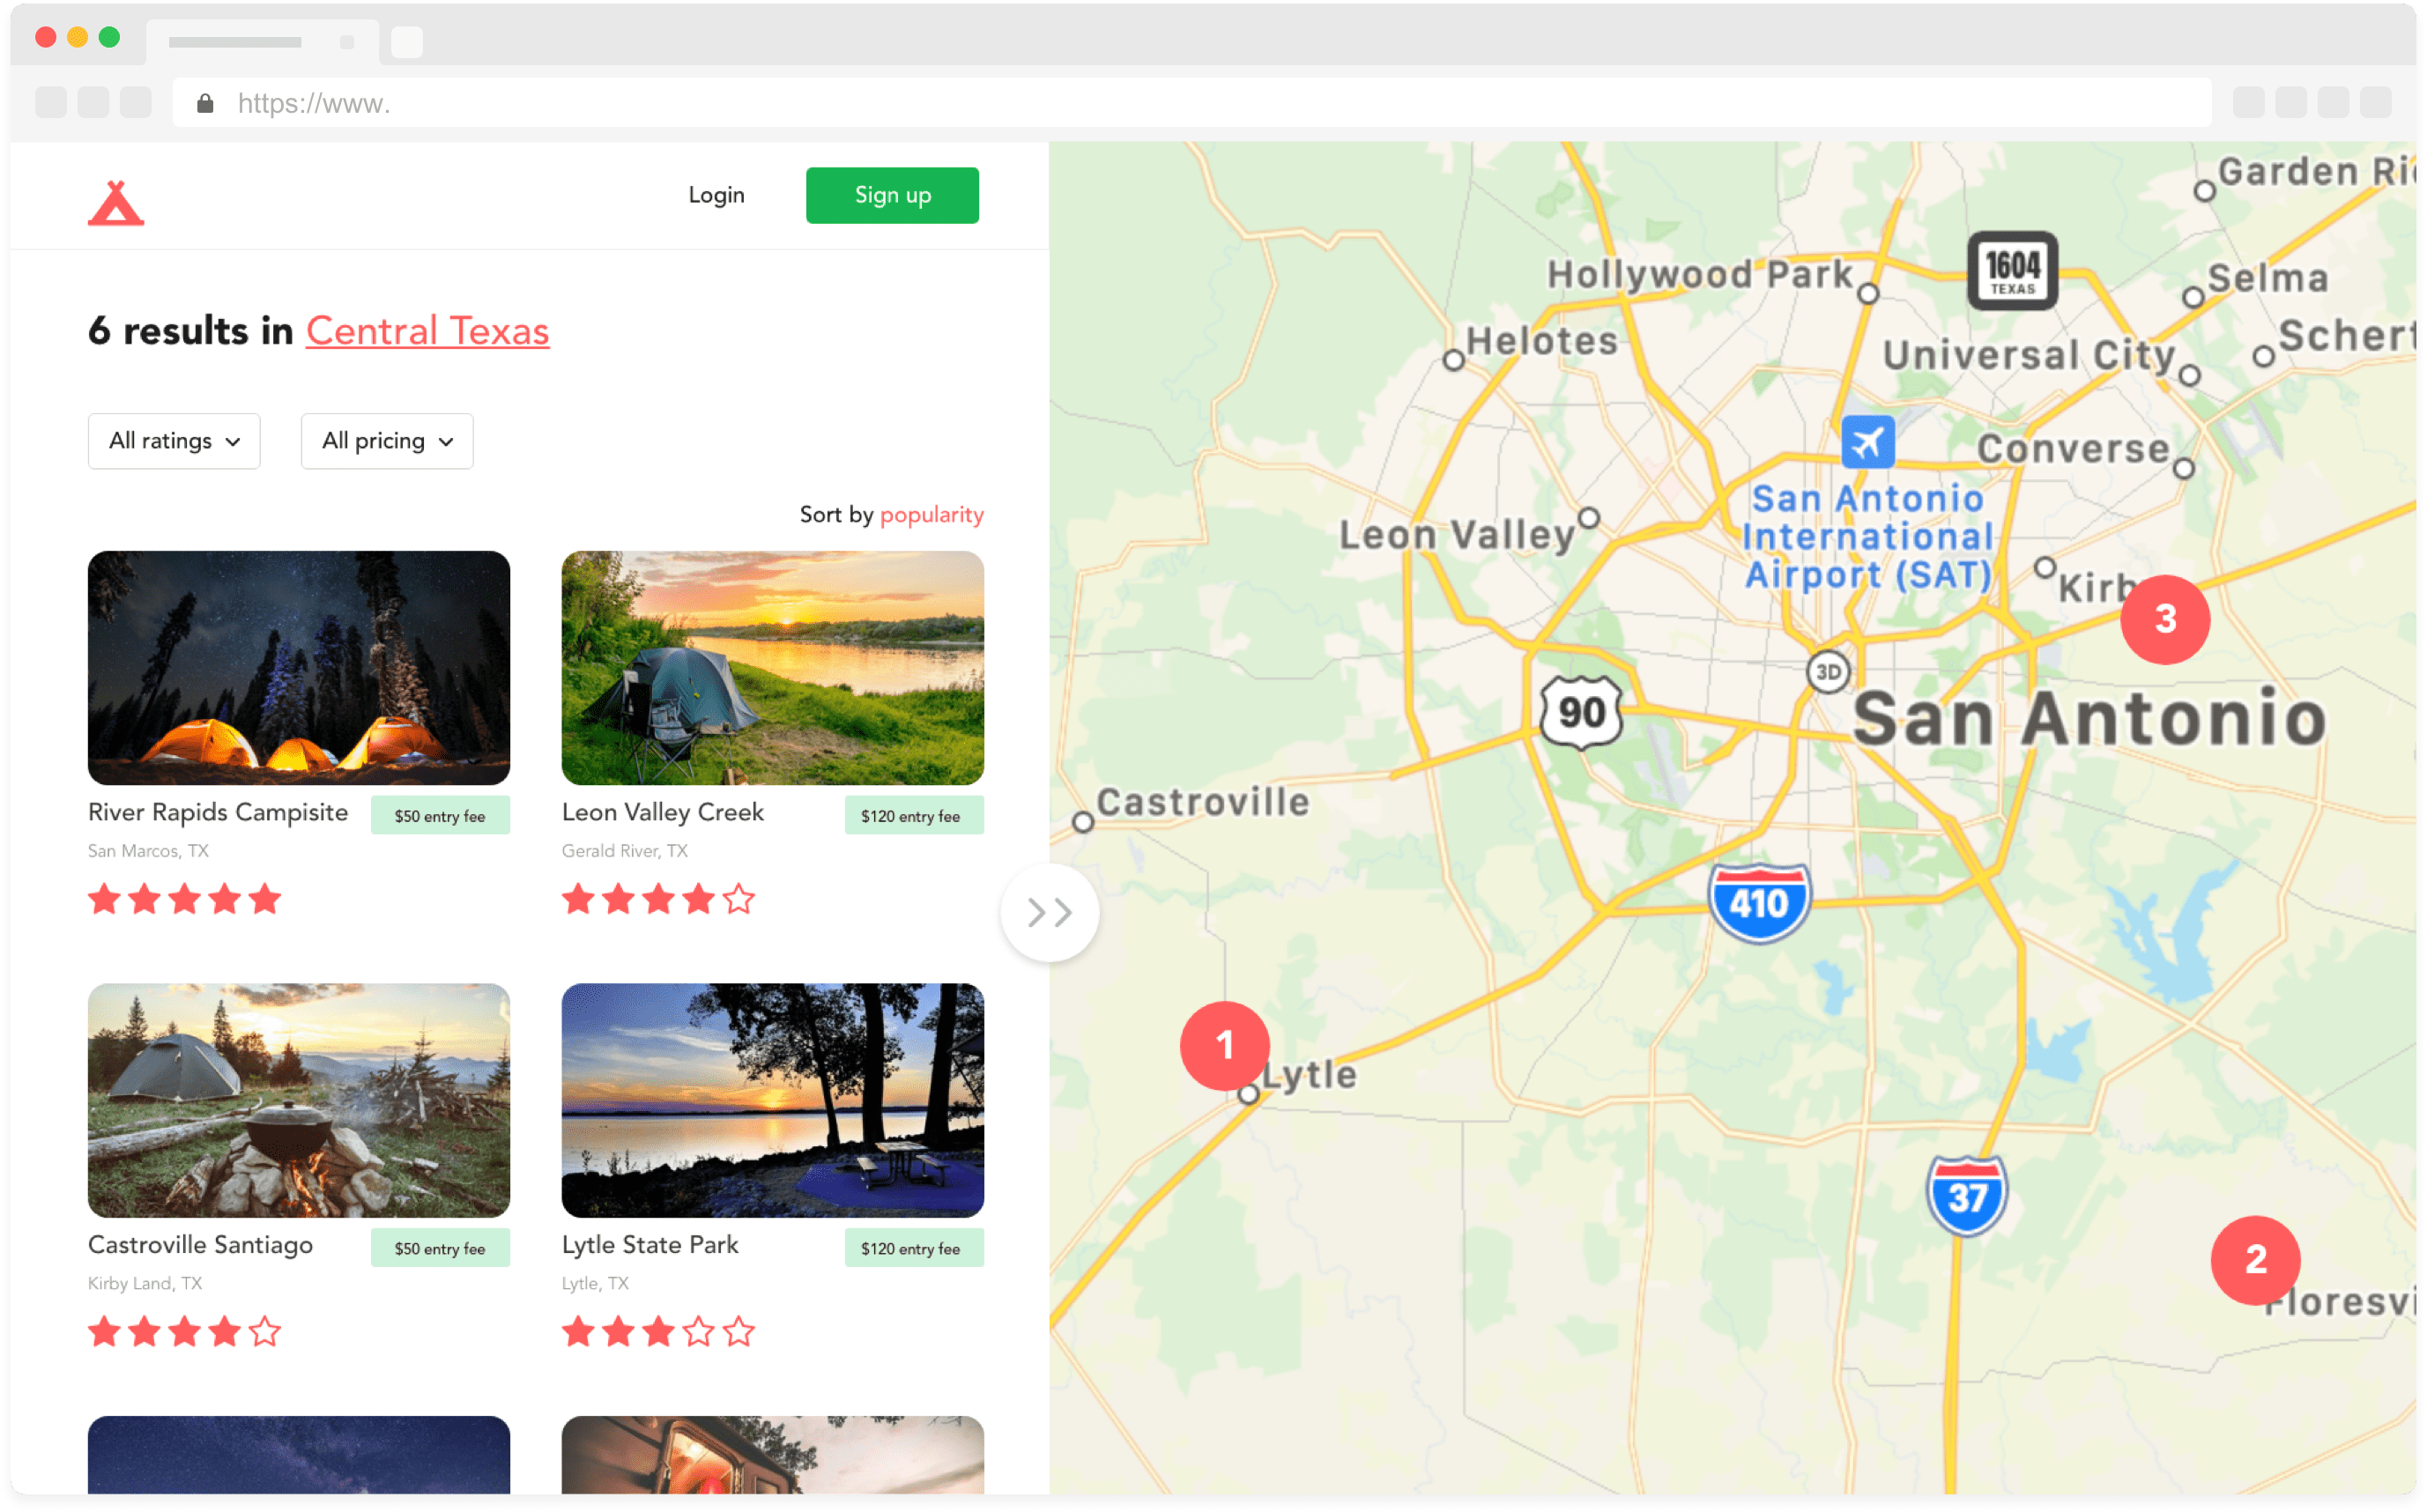 https://www.
Login
Sign up
6 results in Central Texas
All ratings
All pricing
Sort by popularity
River Rapids Campisite
$50 entry fee
San Marcos, TX
Leon Valley Creek
$120 entry fee
Gerald River, TX
Castroville Santiago
$50 entry fee
Kirby Land, TX
Lytle State Park
$120 entry fee
Lytle, TX
Garden Ri
Hollywood Park
1604
TEXAS
Selma
Helotes
Schert
Universal City
Converse
San Antonio
International
Airport (SAT)
Leon Valley
Kirb
3
3D
90
San Antonio
Castroville
410
1
Lytle
37
2
Floresvi